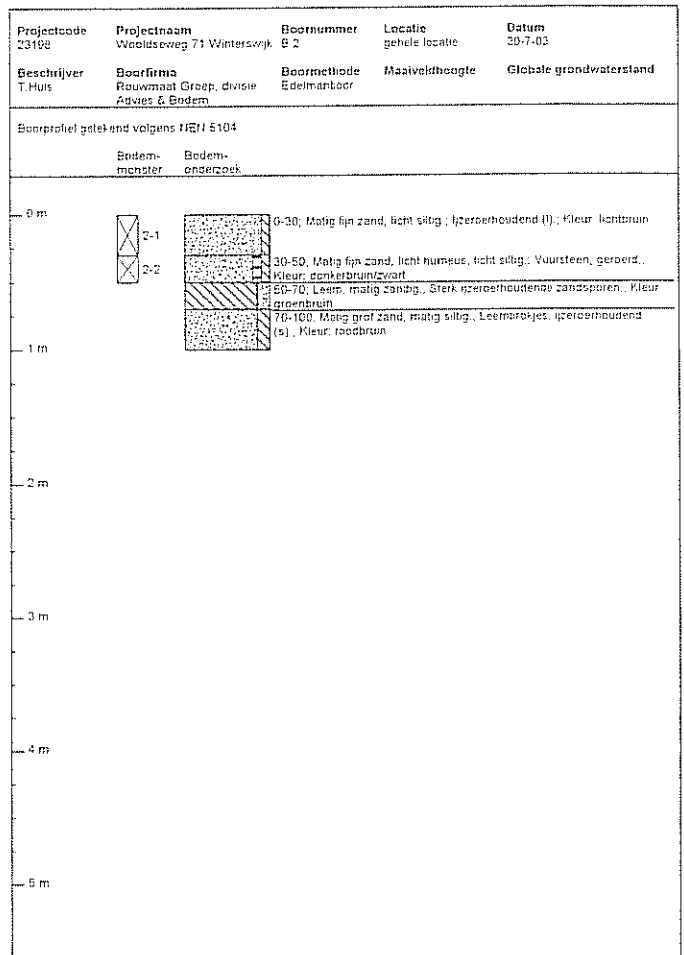 Projectcode Projectnaam Boornummer Locatie Datum
23198 Wooldseweg 71 Winterswijk B 2 gehele locatie 30-7-03
Beschrijver Boorfirma Boormethode Maaiveldhoogte Globale grondwaterstand
T.Huls Rouwmaat Groep, divisie Edelmanboor
Advies & Bodem
Boorprofiel getekend volgens NEN 5104
Bodem- Bodem-
monster onderzoek
0 m
2-1
0-30; Matig fijn zand, licht siltig.; Ijzeroerhoudend (l).; Kleur: lichtbruin
2-2
30-50, Matig fijn zand, licht humeus, licht siltig.; Vuursteen, geroerd.,
Kleur: donkerbruin/zwart
50-70; Leem, matig zandig., Sterk ijzeroerhoudende zandsporen., Kleur
groenbruin
70-100, Matig grof zand, matig siltig., Leembrokjes, ijzeroerhoudend
(s)., Kleur: roodbruin
1 m
2 m
3 m
4 m
5 m